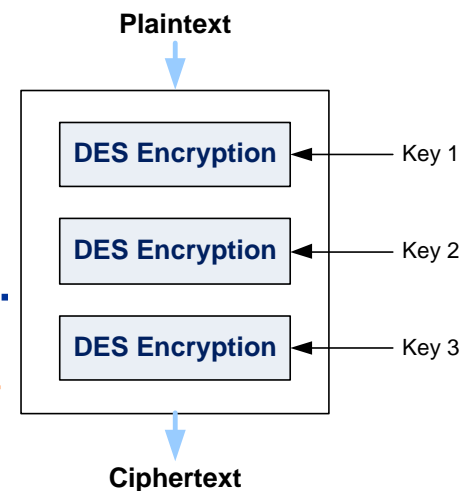 Plaintext
DES Encryption
Key 1
DES Encryption
Key 2
DES Encryption
Key 3
Ciphertext